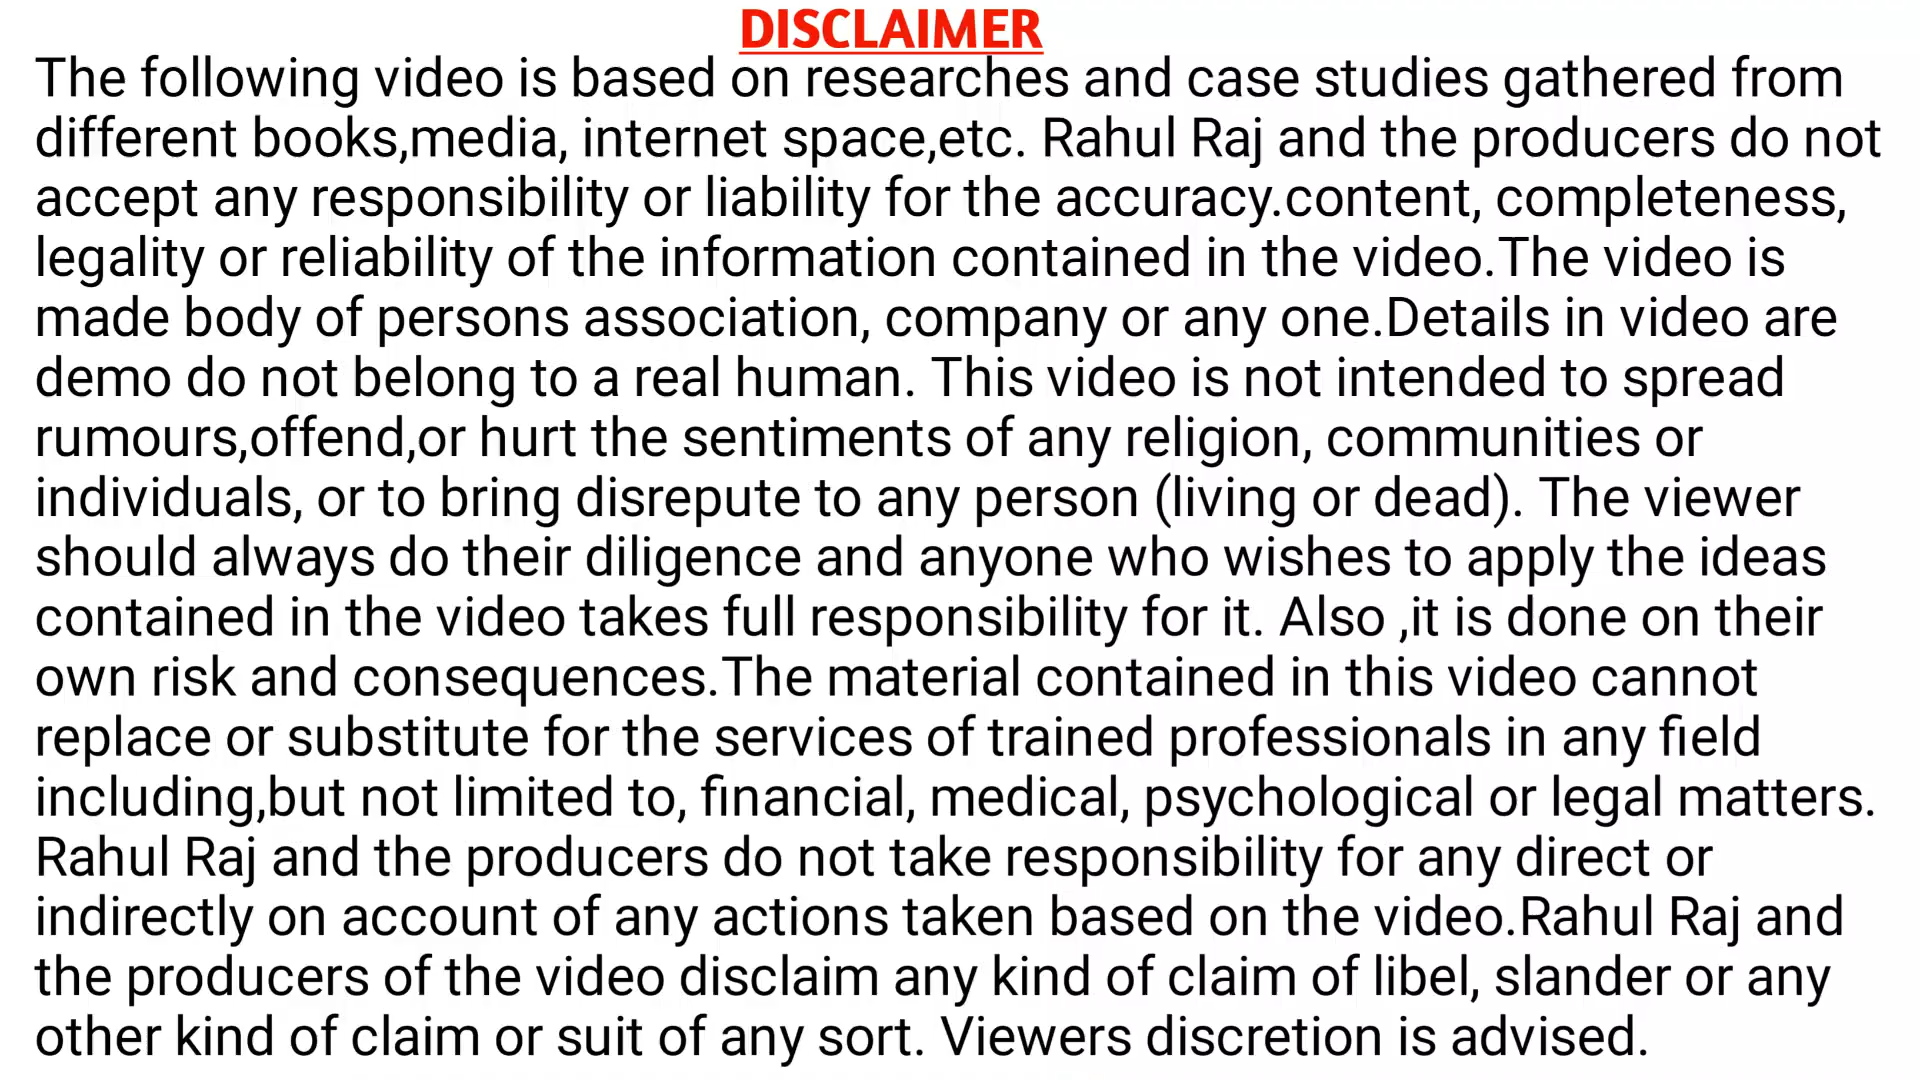 DISCLAIMER
The following video is based on researches and case studies gathered from
different books,media, internet space,etc. Rahul Raj and the producers do not
accept any responsibility or liability for the accuracy.content, completeness,
legality or reliability of the information contained in the video.The video is
made body of persons association, company or any one.Details in video are
demo do not belong to a real human. This video is not intended to spread
rumours,offend,or hurt the sentiments of any religion, communities or
individuals, or to bring disrepute to any person (living or dead). The viewer
should always do their diligence and anyone who wishes to apply the ideas
contained in the video takes full responsibility for it. Also ,it is done on their
own risk and consequences.The material contained in this video cannot
replace or substitute for the services of trained professionals in any field
including,but not limited to, financial, medical, psychological or legal matters.
Rahul Raj and the producers do not take responsibility for any direct or
indirectly on account of any actions taken based on the video.Rahul Raj and
the producers of the video disclaim any kind of claim of libel, slander or any
other kind of claim or suit of any sort. Viewers discretion is advised.